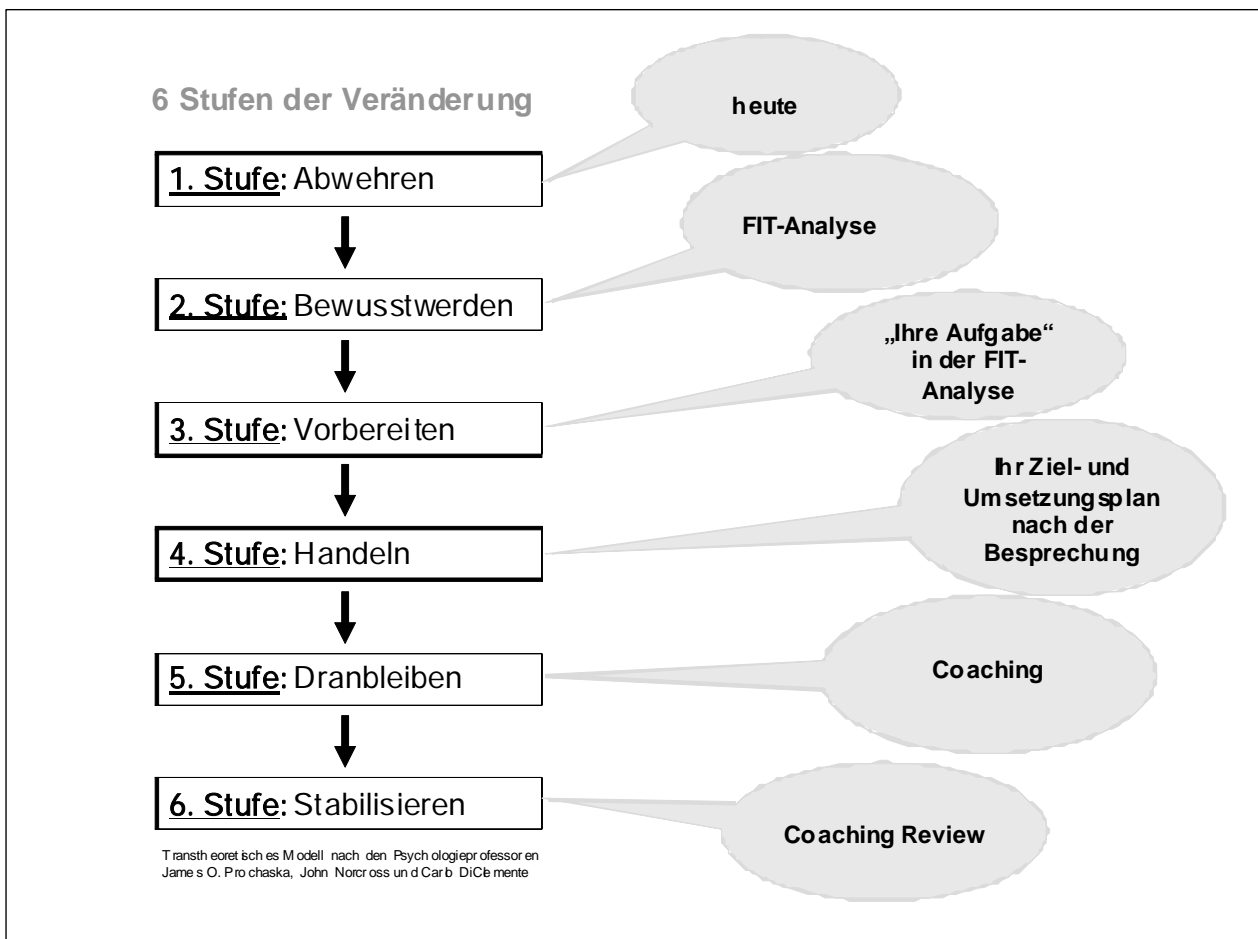 6 Stufen der Veränderung
heute
1. Stufe: Abwehren
FIT-Analyse
2. Stufe: Bewusstwerden
„Ihre Aufgabe“
in der FIT-
Analyse
3. Stufe: Vorbereiten
Ihr Ziel- und
Umsetzungsplan
nach der
Besprechung
4. Stufe: Handeln
5. Stufe: Dranbleiben
Coaching
6. Stufe: Stabilisieren
Coaching Review
Transtheoretisches Modell nach den Psychologieprofessoren
James O. Prochaska, John Norcross und Carlo DiClemente